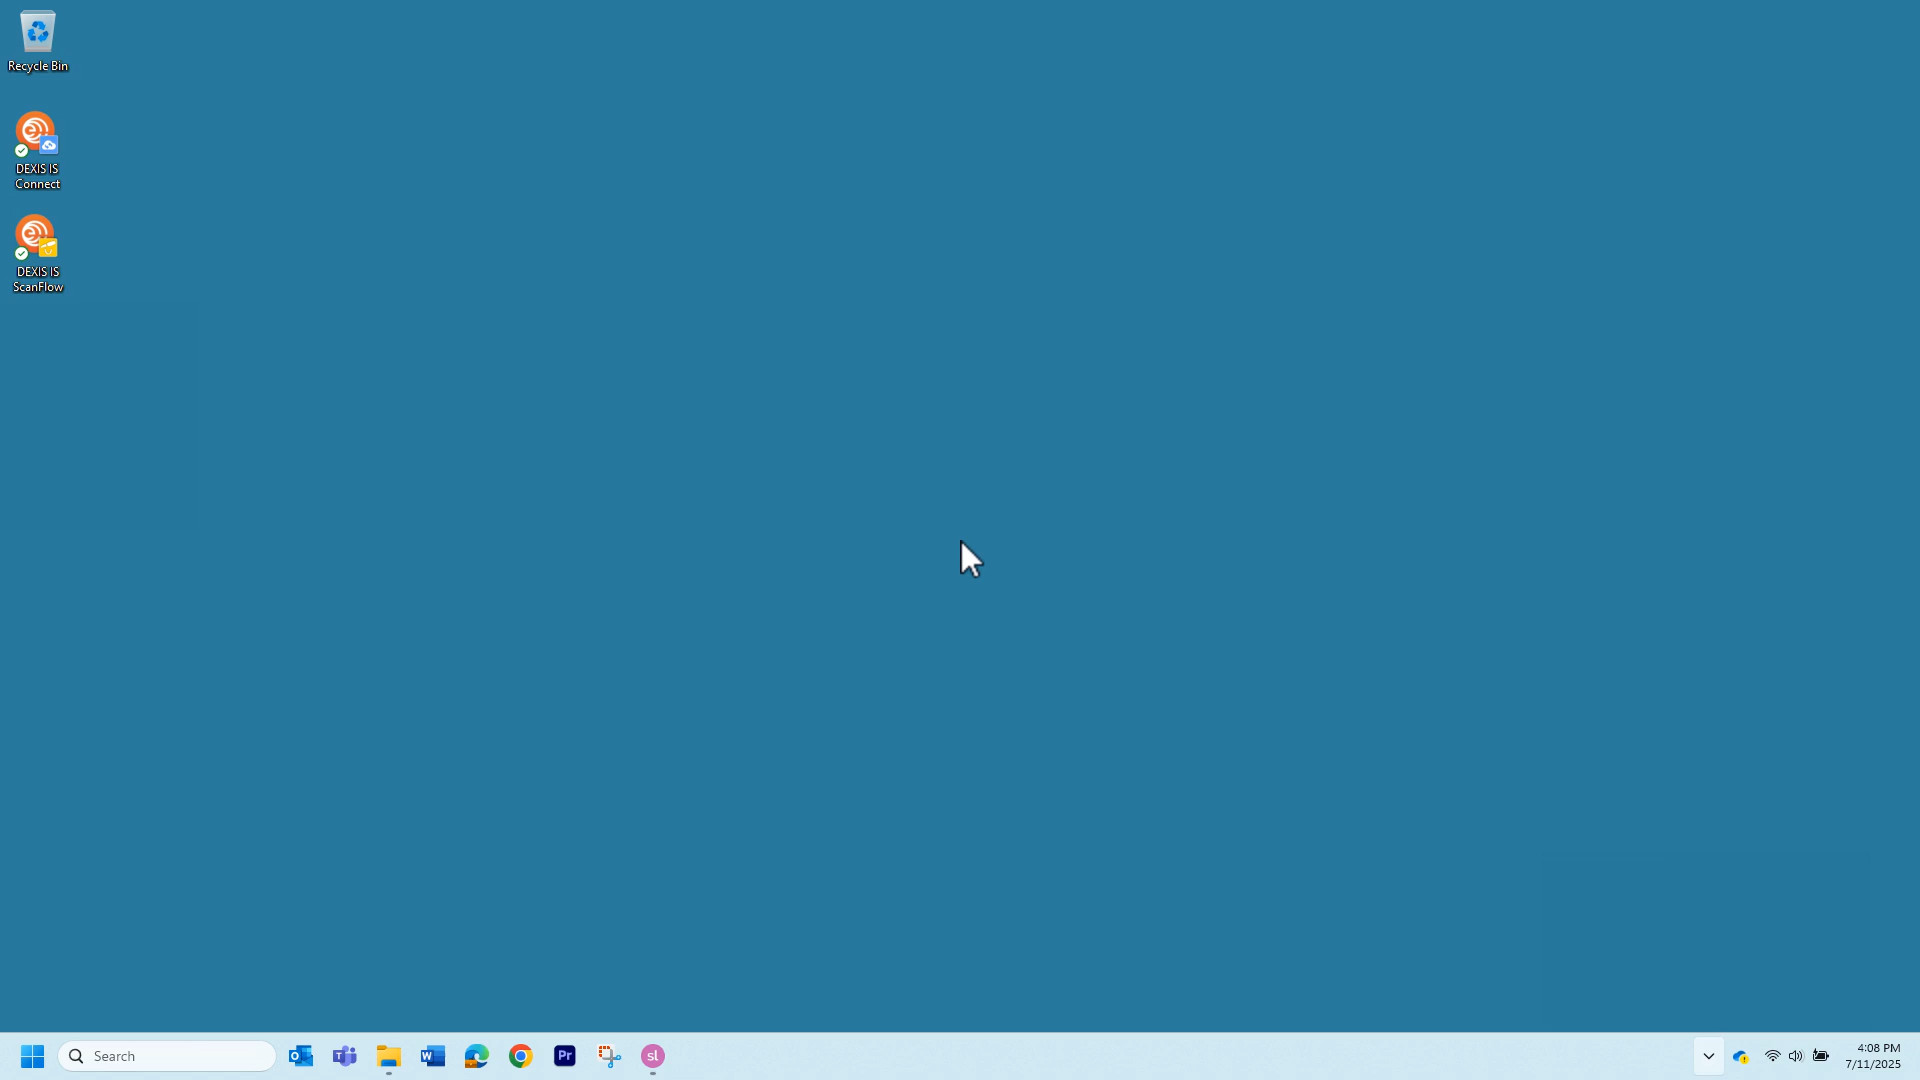 Recycle Bin
DEXIS IS
Connect
DEXIS IS
ScanFlow
Search
Pr
sl
4:08 PM
7/11/2025